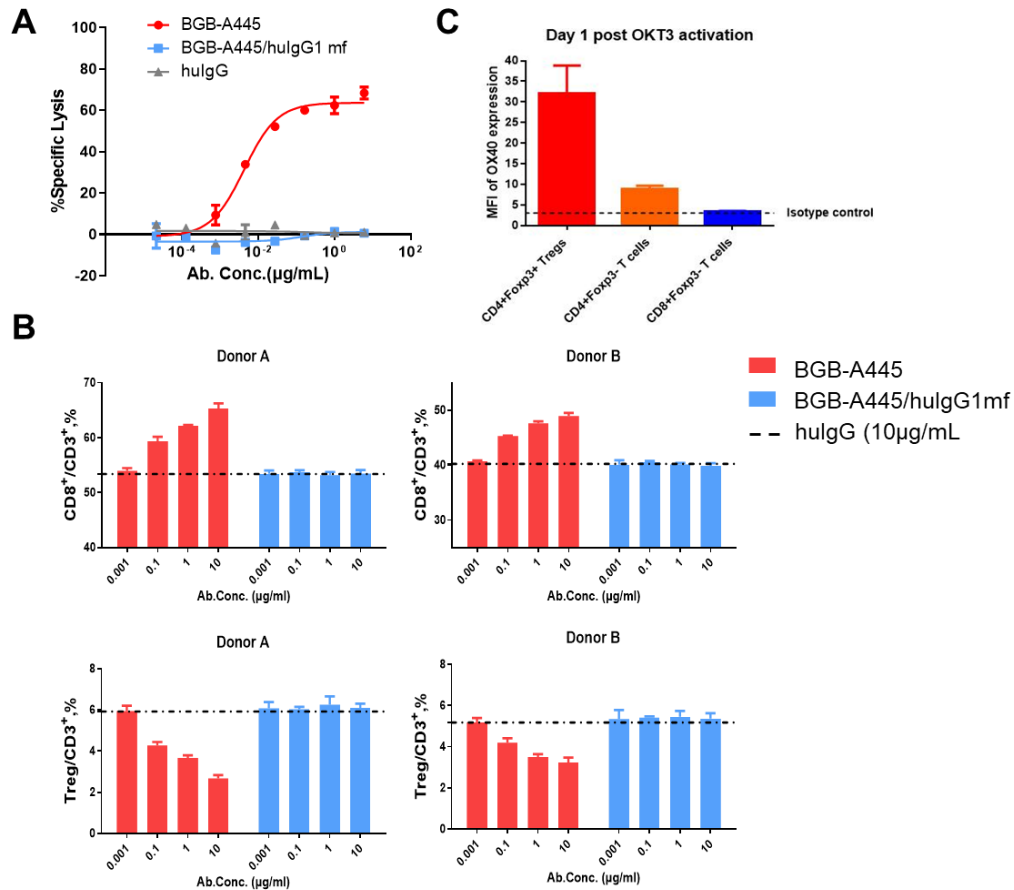 A
BGB-A445
BGB-A445/huIgG1 mf
huIgG
%Specific Lysis
100
80
60
40
20
0
-20
10⁻⁴
10⁻²
10⁰
10²
Ab. Conc.(μg/mL)
C
Day 1 post OKT3 activation
MFI of OX40 expression
40
35
30
25
20
15
10
5
0
Isotype control
CD4+Foxp3+ Tregs
CD4+Foxp3- T cells
CD8+Foxp3- T cells
B
Donor A
CD8⁺/CD3⁺,%
70
60
50
40
0.001
0.1
1
10
0.001
0.1
1
10
Ab.Conc. (μg/ml)
Donor B
CD8⁺/CD3⁺,%
50
40
30
0.001
0.1
1
10
0.001
0.1
1
10
Ab.Conc. (μg/ml)
BGB-A445
BGB-A445/huIgG1mf
huIgG (10μg/mL)
Donor A
Treg/CD3⁺,%
8
6
4
2
0
0.001
0.1
1
10
0.001
0.1
1
10
Ab.Conc. (μg/ml)
Donor B
Treg/CD3⁺,%
8
6
4
2
0
0.001
0.1
1
10
0.001
0.1
1
10
Ab.Conc. (μg/ml)